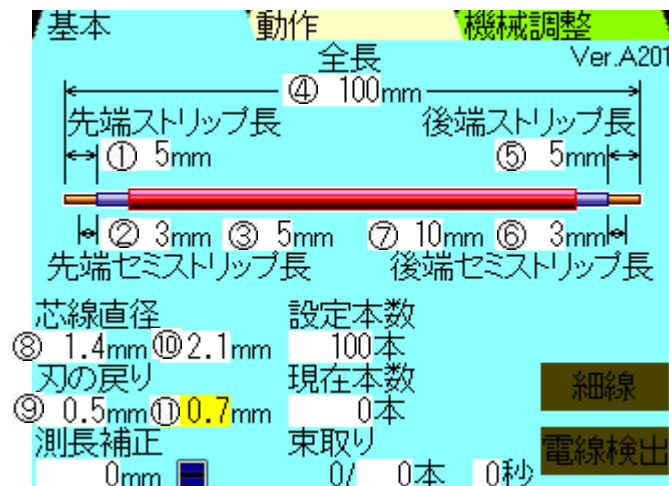 基本 動作 機械調整
全長 Ver.A201
④ 100mm
先端ストリップ長 後端ストリップ長
① 5mm ⑤ 5mm
② 3mm ③ 5mm ⑦ 10mm ⑥ 3mm
先端セミストリップ長 後端セミストリップ長
芯線直径 設定本数
⑧ 1.4mm ⑩ 2.1mm 100本
刃の戻り 現在本数 細線
⑨ 0.5mm ⑪ 0.7mm 0本
測長補正 束取り 電線検出
0mm 0/ 0本 0秒